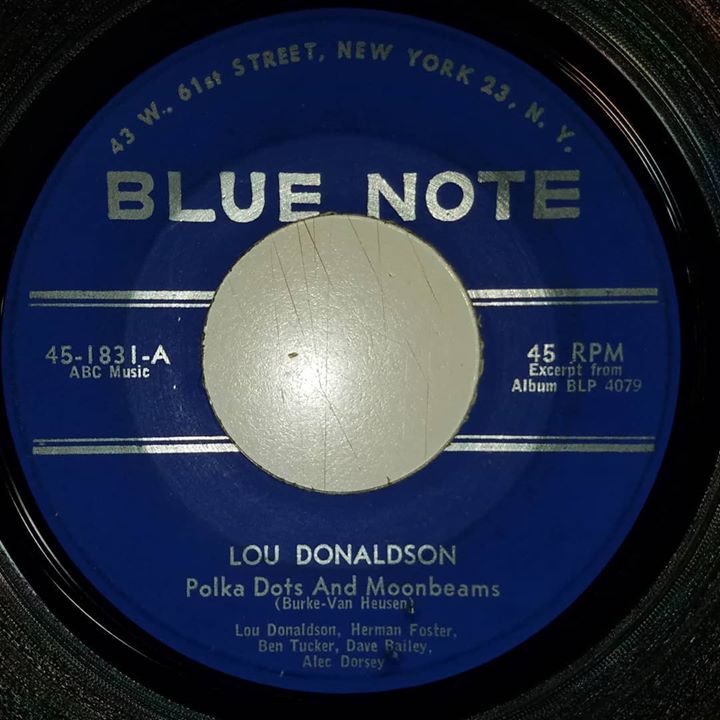 43 W., 61st STREET, NEW YORK 23, N.Y.
BLUE NOTE
45-1831-A
ABC Music
45 RPM
Excerpt from
Album BLP 4079
LOU DONALDSON
Polka Dots And Moonbeams
(Burke-Van Heusen)
Lou Donaldson, Herman Foster,
Ben Tucker, Dave Bailey,
Alec Dorsey